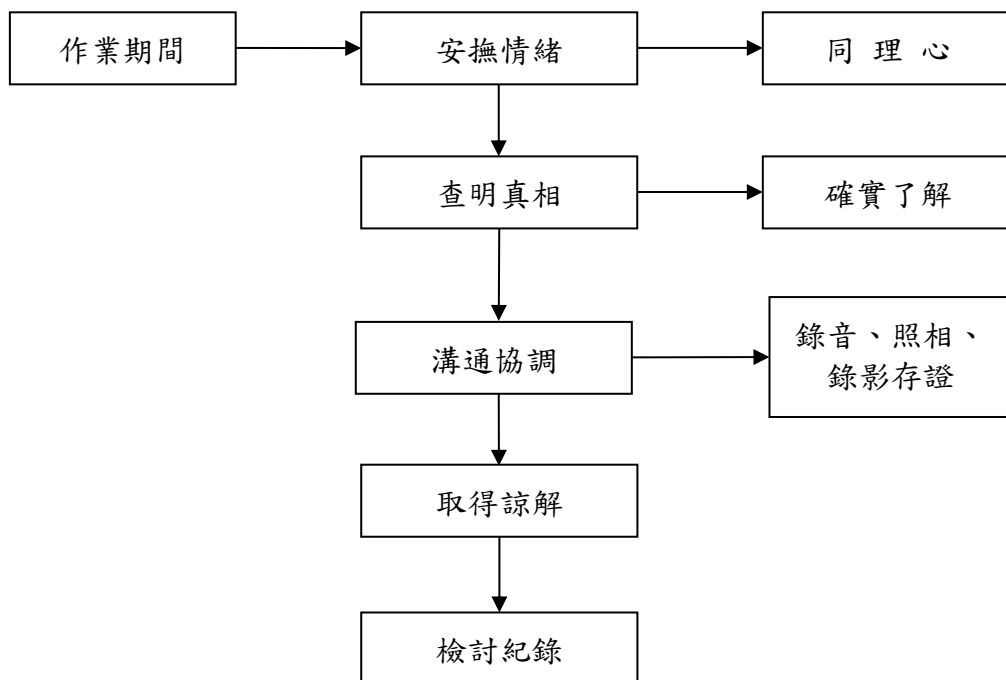 作業期間
安撫情緒
同理心
查明真相
確實了解
溝通協調
錄音、照相、
錄影存證
取得諒解
檢討紀錄